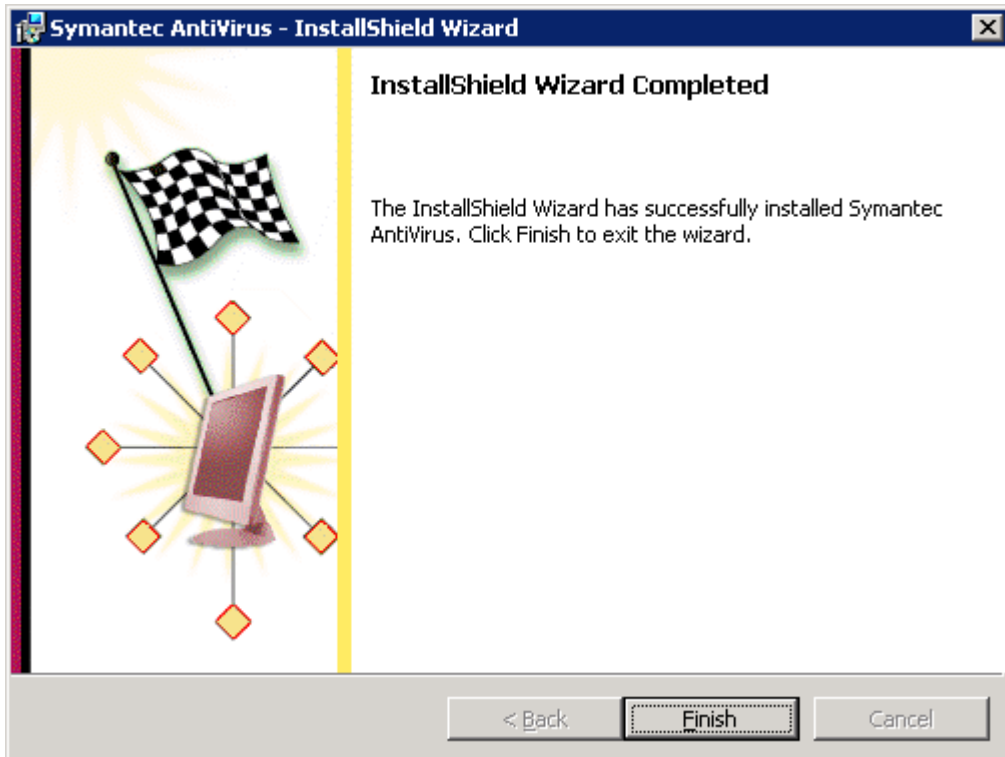 Symantec AntiVirus - InstallShield Wizard
InstallShield Wizard Completed
The InstallShield Wizard has successfully installed Symantec
AntiVirus. Click Finish to exit the wizard.
< Back
Finish
Cancel